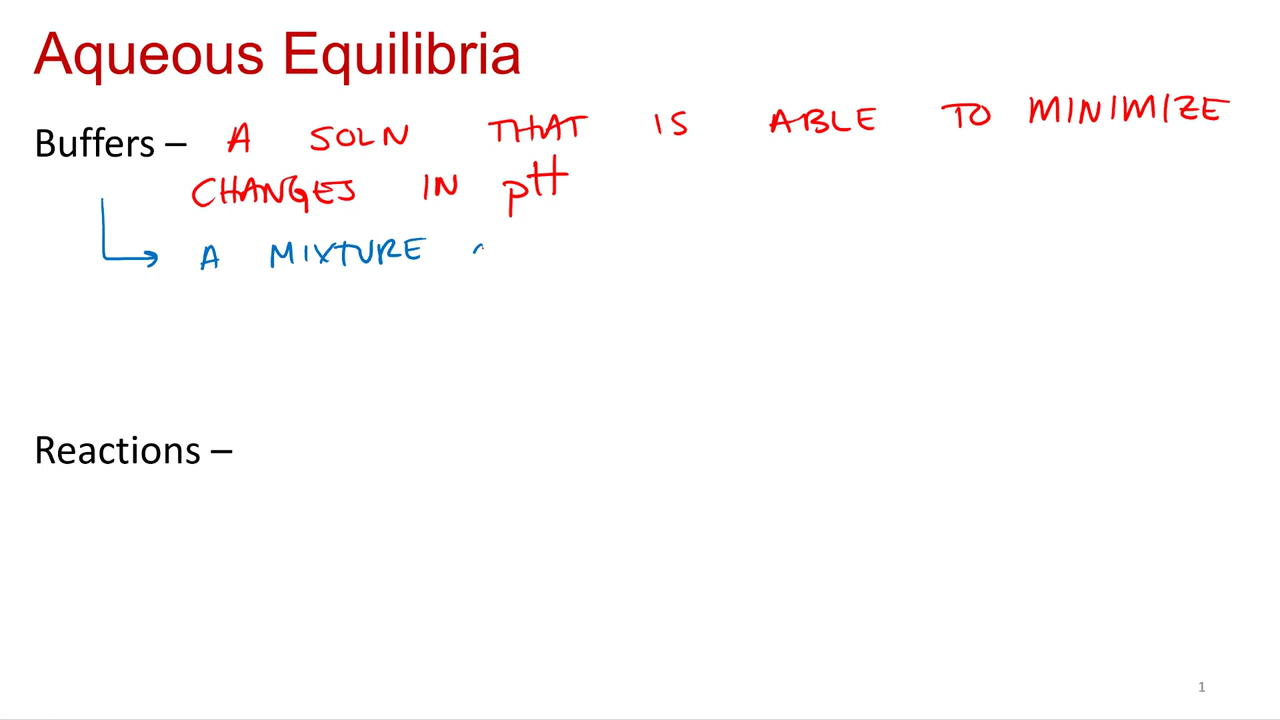 Aqueous Equilibria
Buffers – A SOLN THAT IS ABLE TO MINIMIZE
CHANGES IN pH
A MIXTURE
Reactions –
1